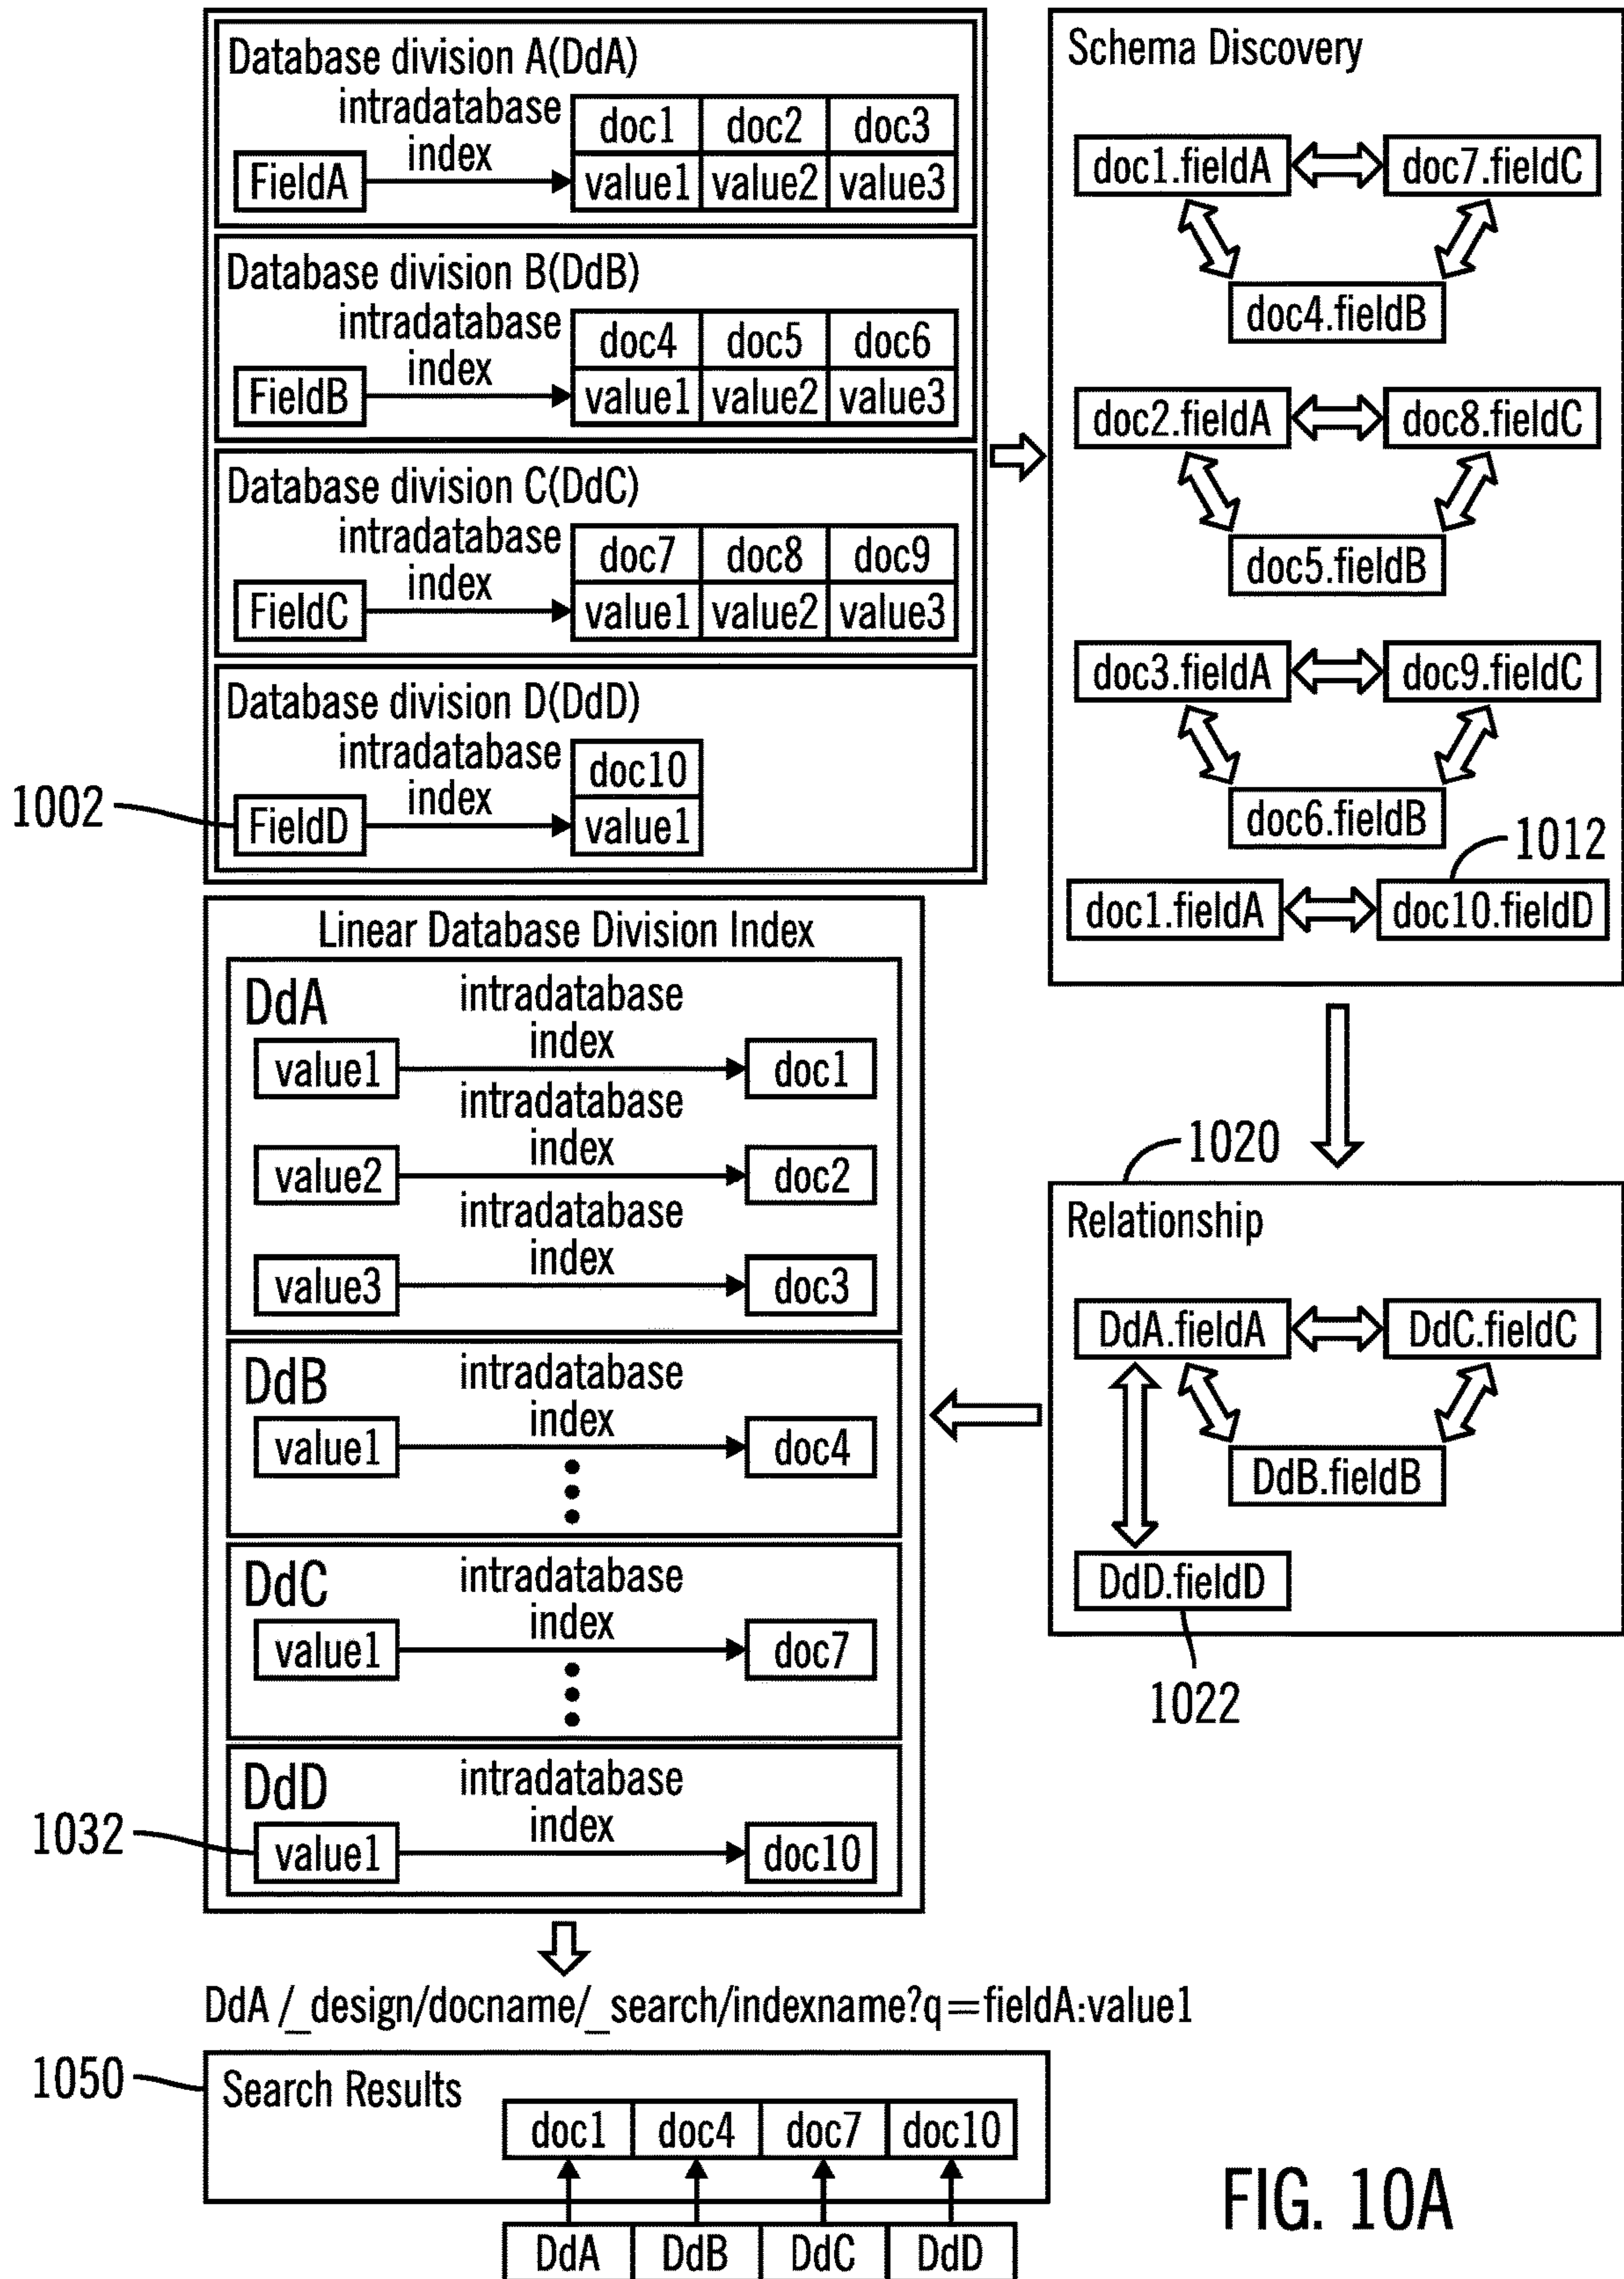 Database division A(DdA)
intradatabase
index
doc1 doc2 doc3
FieldA
value1 value2 value3
Database division B(DdB)
intradatabase
index
doc4 doc5 doc6
FieldB
value1 value2 value3
Database division C(DdC)
intradatabase
index
doc7 doc8 doc9
FieldC
value1 value2 value3
Database division D(DdD)
intradatabase
index
doc10
1002
FieldD
value1
Schema Discovery
doc1.fieldA doc7.fieldC
doc4.fieldB
doc2.fieldA doc8.fieldC
doc5.fieldB
doc3.fieldA doc9.fieldC
doc6.fieldB
1012
doc1.fieldA doc10.fieldD
1020
Relationship
DdA.fieldA DdC.fieldC
DdB.fieldB
DdD.fieldD
1022
Linear Database Division Index
DdA
intradatabase
index
value1 doc1
intradatabase
index
value2 doc2
intradatabase
index
value3 doc3
DdB
intradatabase
index
value1 doc4
DdC
intradatabase
index
value1 doc7
DdD
intradatabase
index
1032
value1 doc10
DdA /_design/docname/_search/indexname?q=fieldA:value1
1050
Search Results
doc1 doc4 doc7 doc10
DdA DdB DdC DdD
FIG. 10A